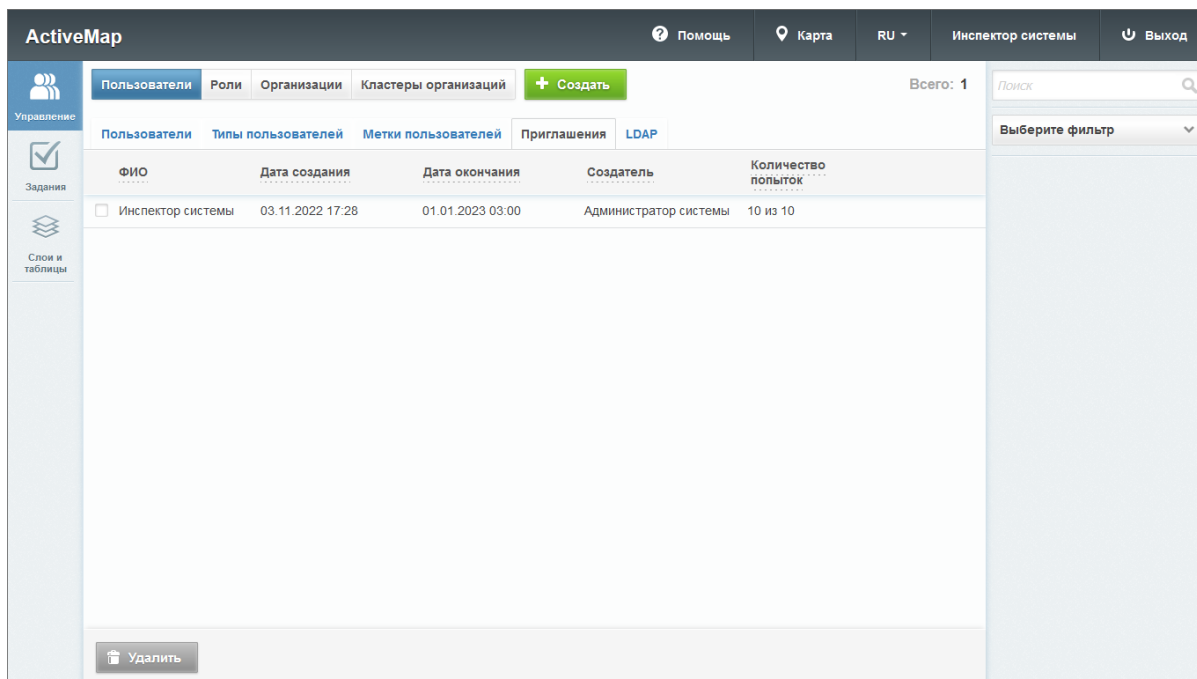 ActiveMap
Помощь
Карта
RU
Инспектор системы
Выход
Управление
Задания
Слои и
таблицы
Пользователи Роли Организации Кластеры организаций
Создать
Всего: 1
Пользователи Типы пользователей Метки пользователей Приглашения LDAP
ФИО Дата создания Дата окончания Создатель Количество
попыток
Инспектор системы 03.11.2022 17:28 01.01.2023 03:00 Администратор системы 10 из 10
Удалить
Поиск
Выберите фильтр